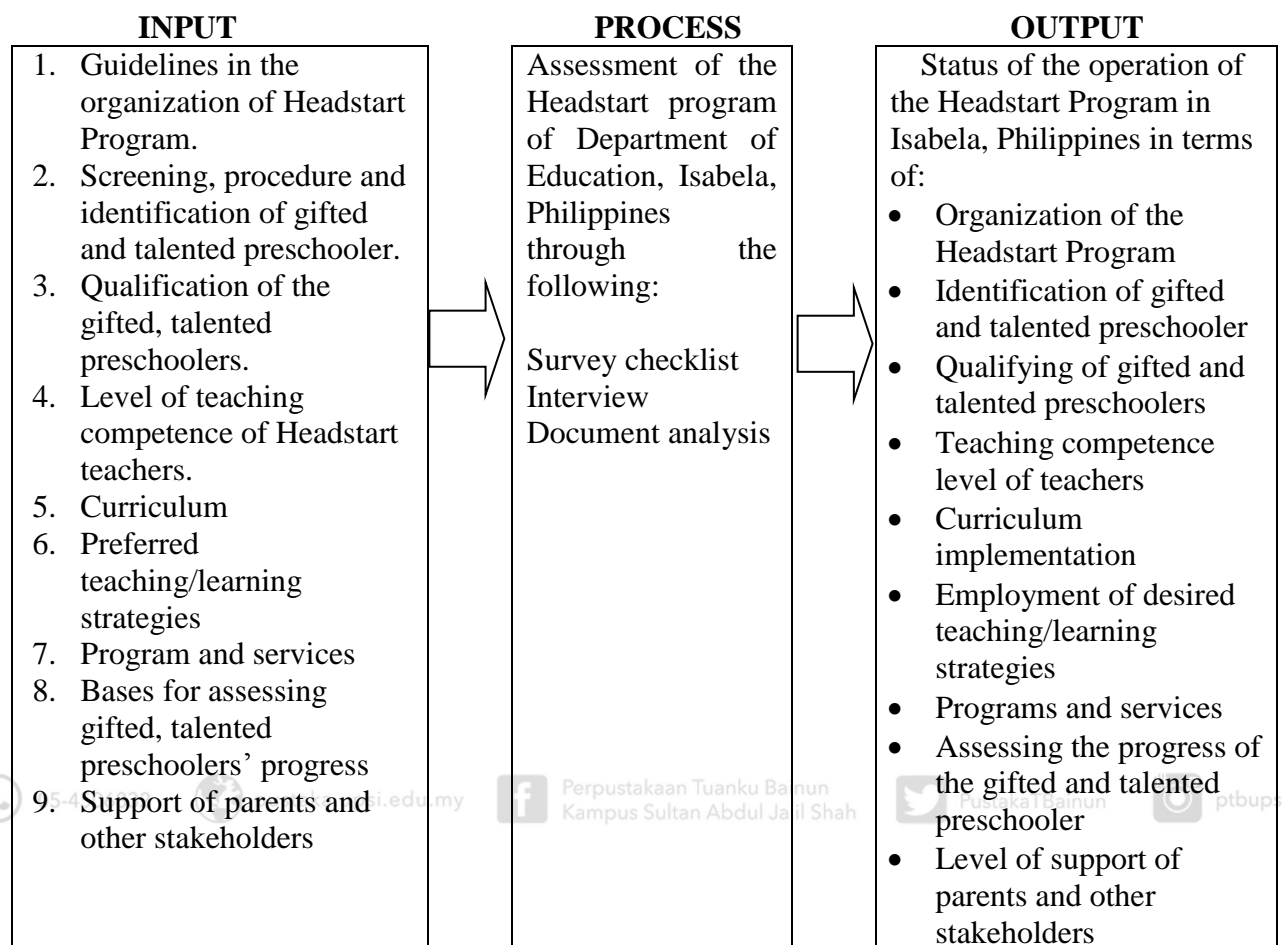 INPUT
1. Guidelines in the
organization of Headstart
Program.
2. Screening, procedure and
identification of gifted
and talented preschooler.
3. Qualification of the
gifted, talented
preschoolers.
4. Level of teaching
competence of Headstart
teachers.
5. Curriculum
6. Preferred
teaching/learning
strategies
7. Program and services
8. Bases for assessing
gifted, talented
preschoolers’ progress
9. Support of parents and
other stakeholders
PROCESS
Assessment of the
Headstart program
of Department of
Education, Isabela,
Philippines
through the
following:
Survey checklist
Interview
Document analysis
OUTPUT
Status of the operation of
the Headstart Program in
Isabela, Philippines in terms
of:
• Organization of the
Headstart Program
• Identification of gifted
and talented preschooler
• Qualifying of gifted and
talented preschoolers
• Teaching competence
level of teachers
• Curriculum
implementation
• Employment of desired
teaching/learning
strategies
• Programs and services
• Assessing the progress of
the gifted and talented
preschooler
• Level of support of
parents and other
stakeholders
Perpustakaan Tuanku Bainun
Kampus Sultan Abdul Jalil Shah
PustakaTBainun
ptbups